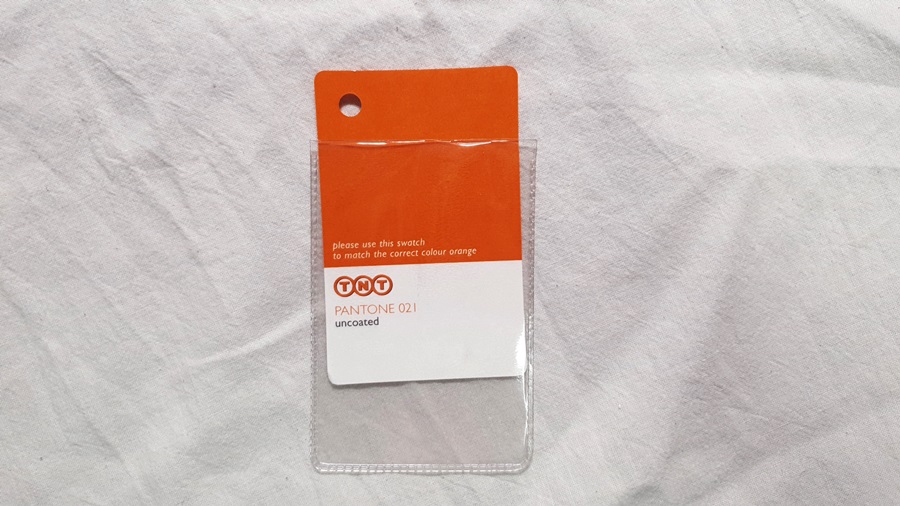 please use this swatch
to match the correct colour orange
TNT
PANTONE 021
uncoated